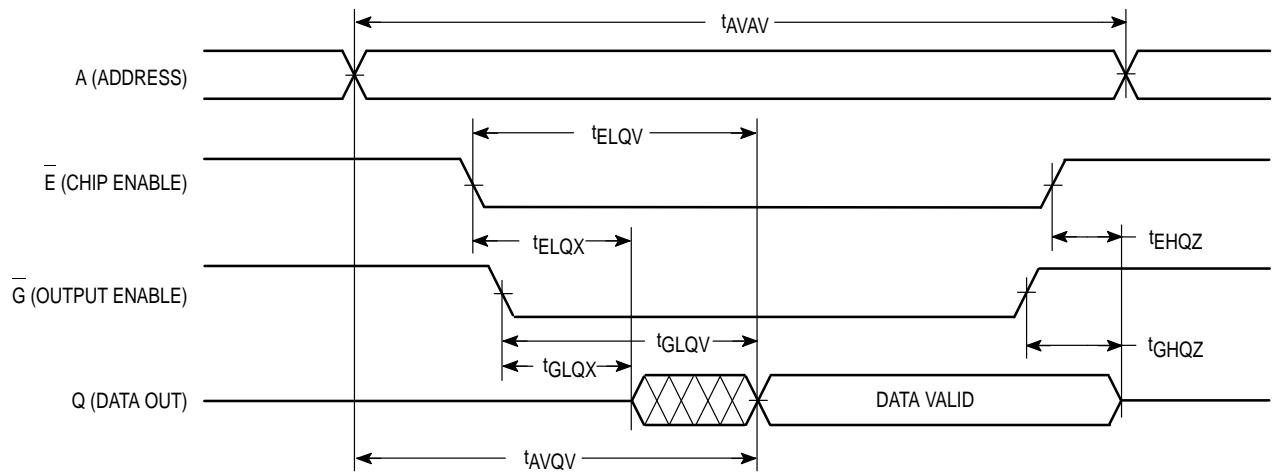 tAVAV
A (ADDRESS)
tELQV
E̅ (CHIP ENABLE)
tELQX
tEHQZ
G̅ (OUTPUT ENABLE)
tGLQV
tGHQZ
tGLQX
Q (DATA OUT)
DATA VALID
tAVQV